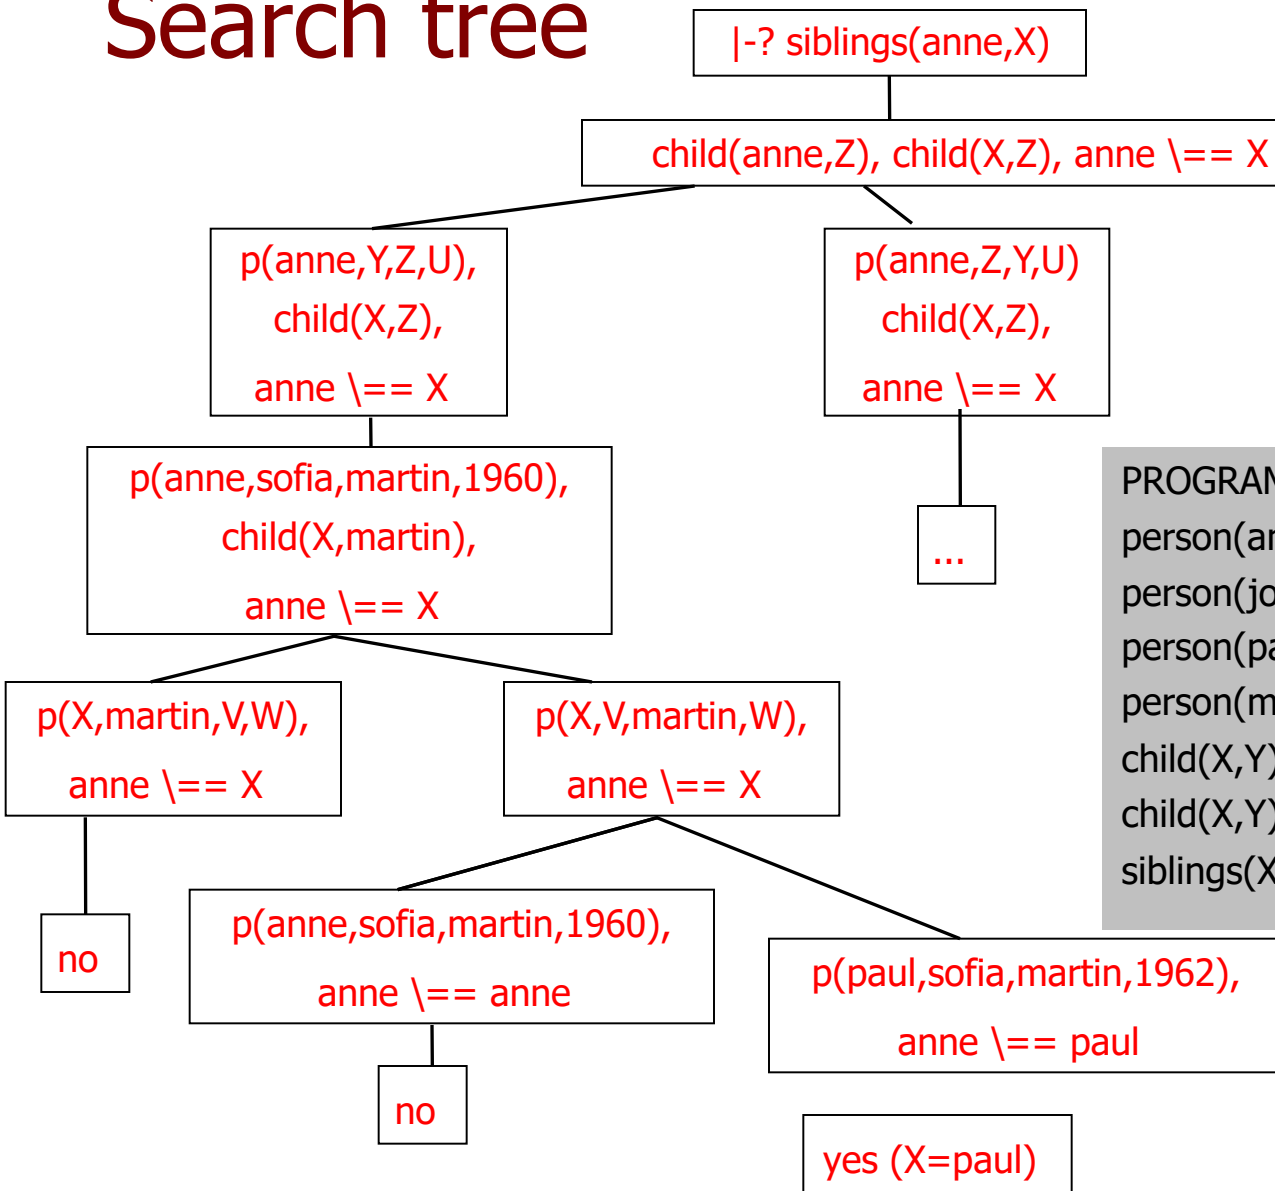 Search tree
|-? siblings(anne,X)
child(anne,Z), child(X,Z), anne \== X
p(anne,Y,Z,U),
child(X,Z),
anne \== X
p(anne,Z,Y,U)
child(X,Z),
anne \== X
p(anne,sofia,martin,1960),
child(X,martin),
anne \== X
...
p(X,martin,V,W),
anne \== X
p(X,V,martin,W),
anne \== X
no
p(anne,sofia,martin,1960),
anne \== anne
no
p(paul,sofia,martin,1962),
anne \== paul
yes (X=paul)
PROGRAM
person(an
person(jo
person(pa
person(m
child(X,Y)
child(X,Y)
siblings(X